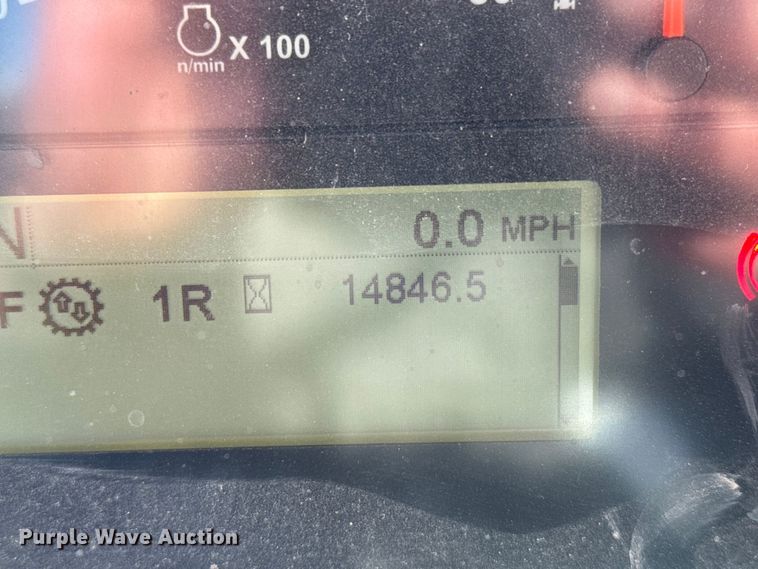 X 100
n/min
N
0.0 MPH
F 1R 14846.5
Purple Wave Auction